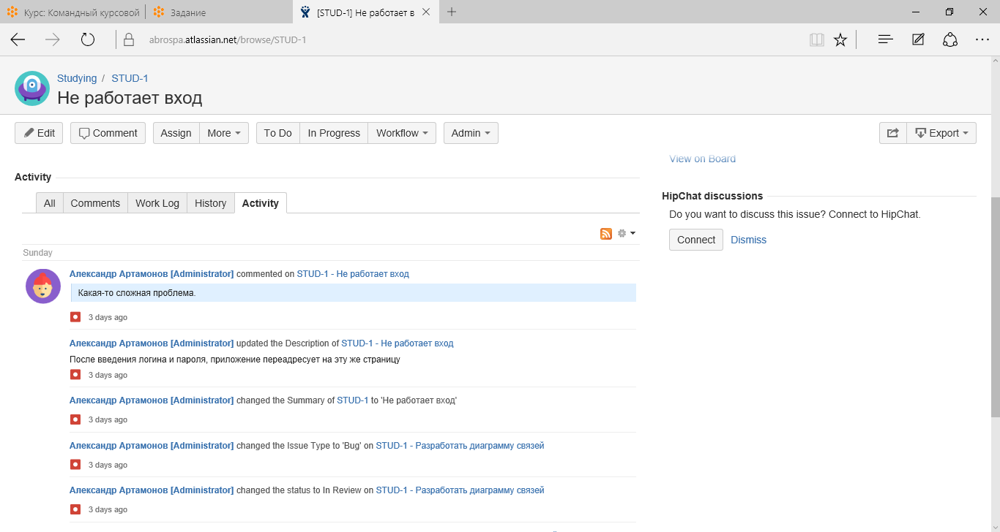 Курс: Командный курсовой
Задание
[STUD-1] Не работает в
abrospa.atlassian.net/browse/STUD-1
Studying / STUD-1
Не работает вход
Edit
Comment
Assign
More
To Do
In Progress
Workflow
Admin
Export
View on Board
Activity
All
Comments
Work Log
History
Activity
HipChat discussions
Do you want to discuss this issue? Connect to HipChat.
Connect
Dismiss
Sunday
Александр Артамонов [Administrator] commented on STUD-1 - Не работает вход
Какая-то сложная проблема.
3 days ago
Александр Артамонов [Administrator] updated the Description of STUD-1 - Не работает вход
После введения логина и пароля, приложение переадресует на эту же страницу
3 days ago
Александр Артамонов [Administrator] changed the Summary of STUD-1 to 'Не работает вход'
3 days ago
Александр Артамонов [Administrator] changed the Issue Type to 'Bug' on STUD-1 - Разработать диаграмму связей
3 days ago
Александр Артамонов [Administrator] changed the status to In Review on STUD-1 - Разработать диаграмму связей
3 days ago